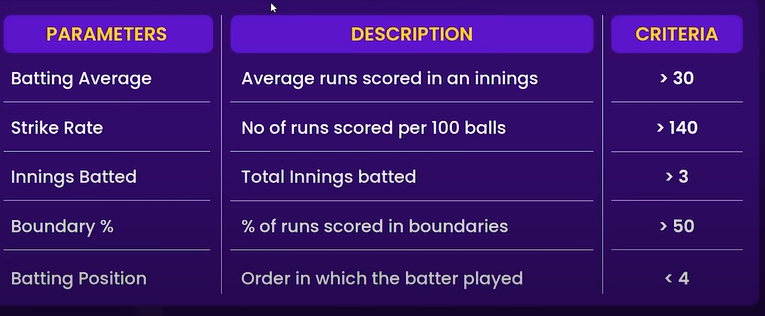 PARAMETERS DESCRIPTION CRITERIA
Batting Average Average runs scored in an innings > 30
Strike Rate No of runs scored per 100 balls > 140
Innings Batted Total Innings batted > 3
Boundary % % of runs scored in boundaries > 50
Batting Position Order in which the batter played < 4